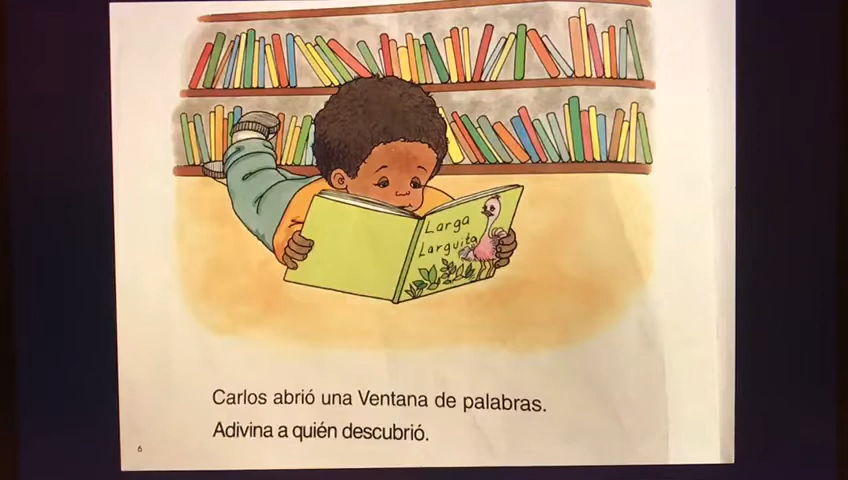 Larga
Larguita
Carlos abrió una Ventana de palabras.
Adivina a quién descubrió.
6